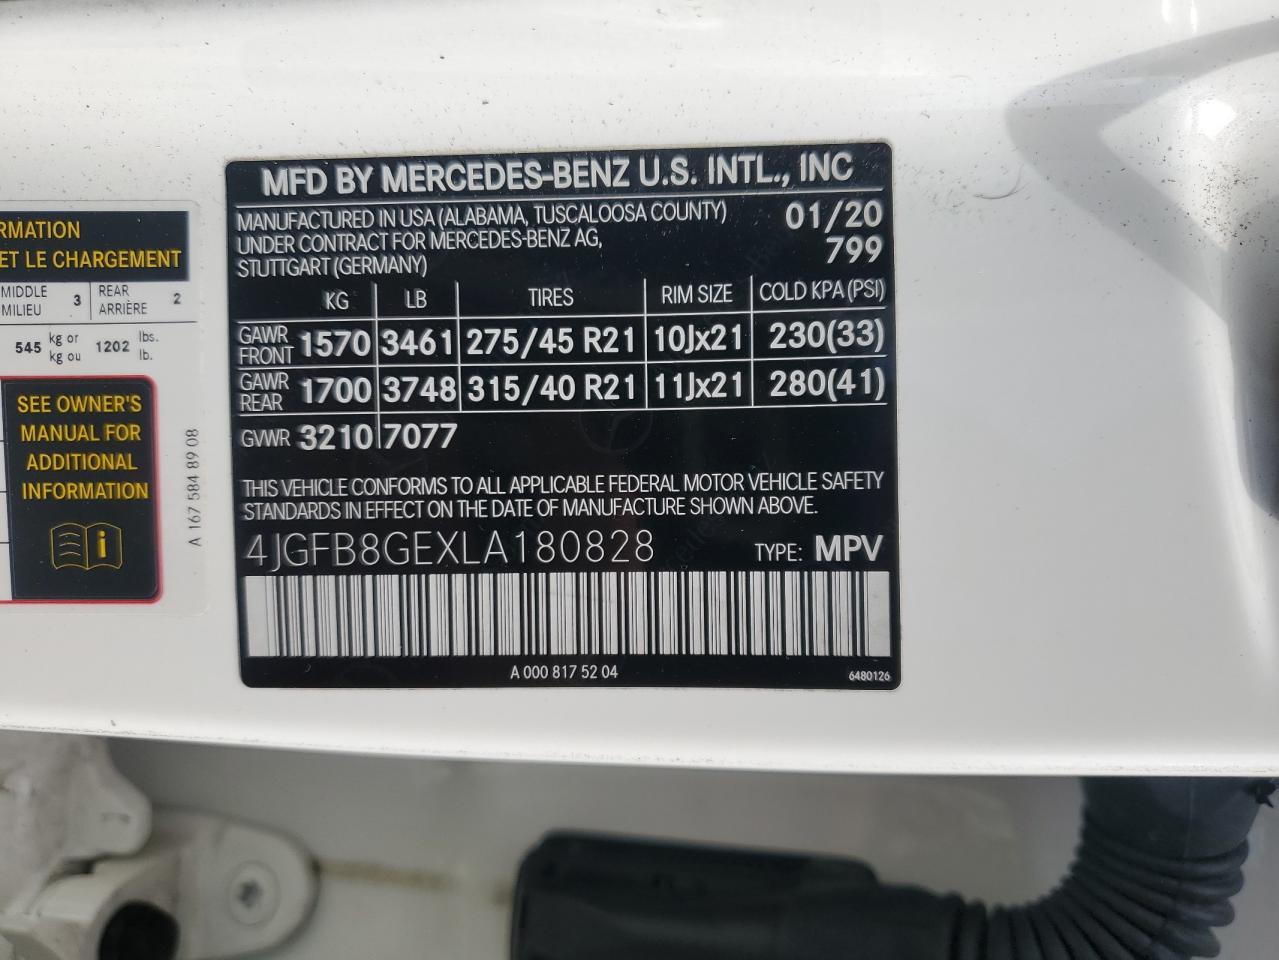 RMATION
ET LE CHARGEMENT
MIDDLE
MILIEU 3
REAR
ARRIÈRE 2
545 kg or
kg ou
1202 lbs.
lb.
SEE OWNER'S
MANUAL FOR
ADDITIONAL
INFORMATION
A 167 584 89 08
MFD BY MERCEDES-BENZ U.S. INTL., INC
MANUFACTURED IN USA (ALABAMA, TUSCALOOSA COUNTY) 01/20
UNDER CONTRACT FOR MERCEDES-BENZ AG, 799
STUTTGART (GERMANY)
KG LB TIRES RIM SIZE COLD KPA (PSI)
GAWR
FRONT 1570 3461 275/45 R21 10Jx21 230(33)
GAWR
REAR 1700 3748 315/40 R21 11Jx21 280(41)
GVWR 3210 7077
THIS VEHICLE CONFORMS TO ALL APPLICABLE FEDERAL MOTOR VEHICLE SAFETY
STANDARDS IN EFFECT ON THE DATE OF MANUFACTURE SHOWN ABOVE.
4JGFB8GEXLA180828 TYPE: MPV
A 000 817 52 04
6480126